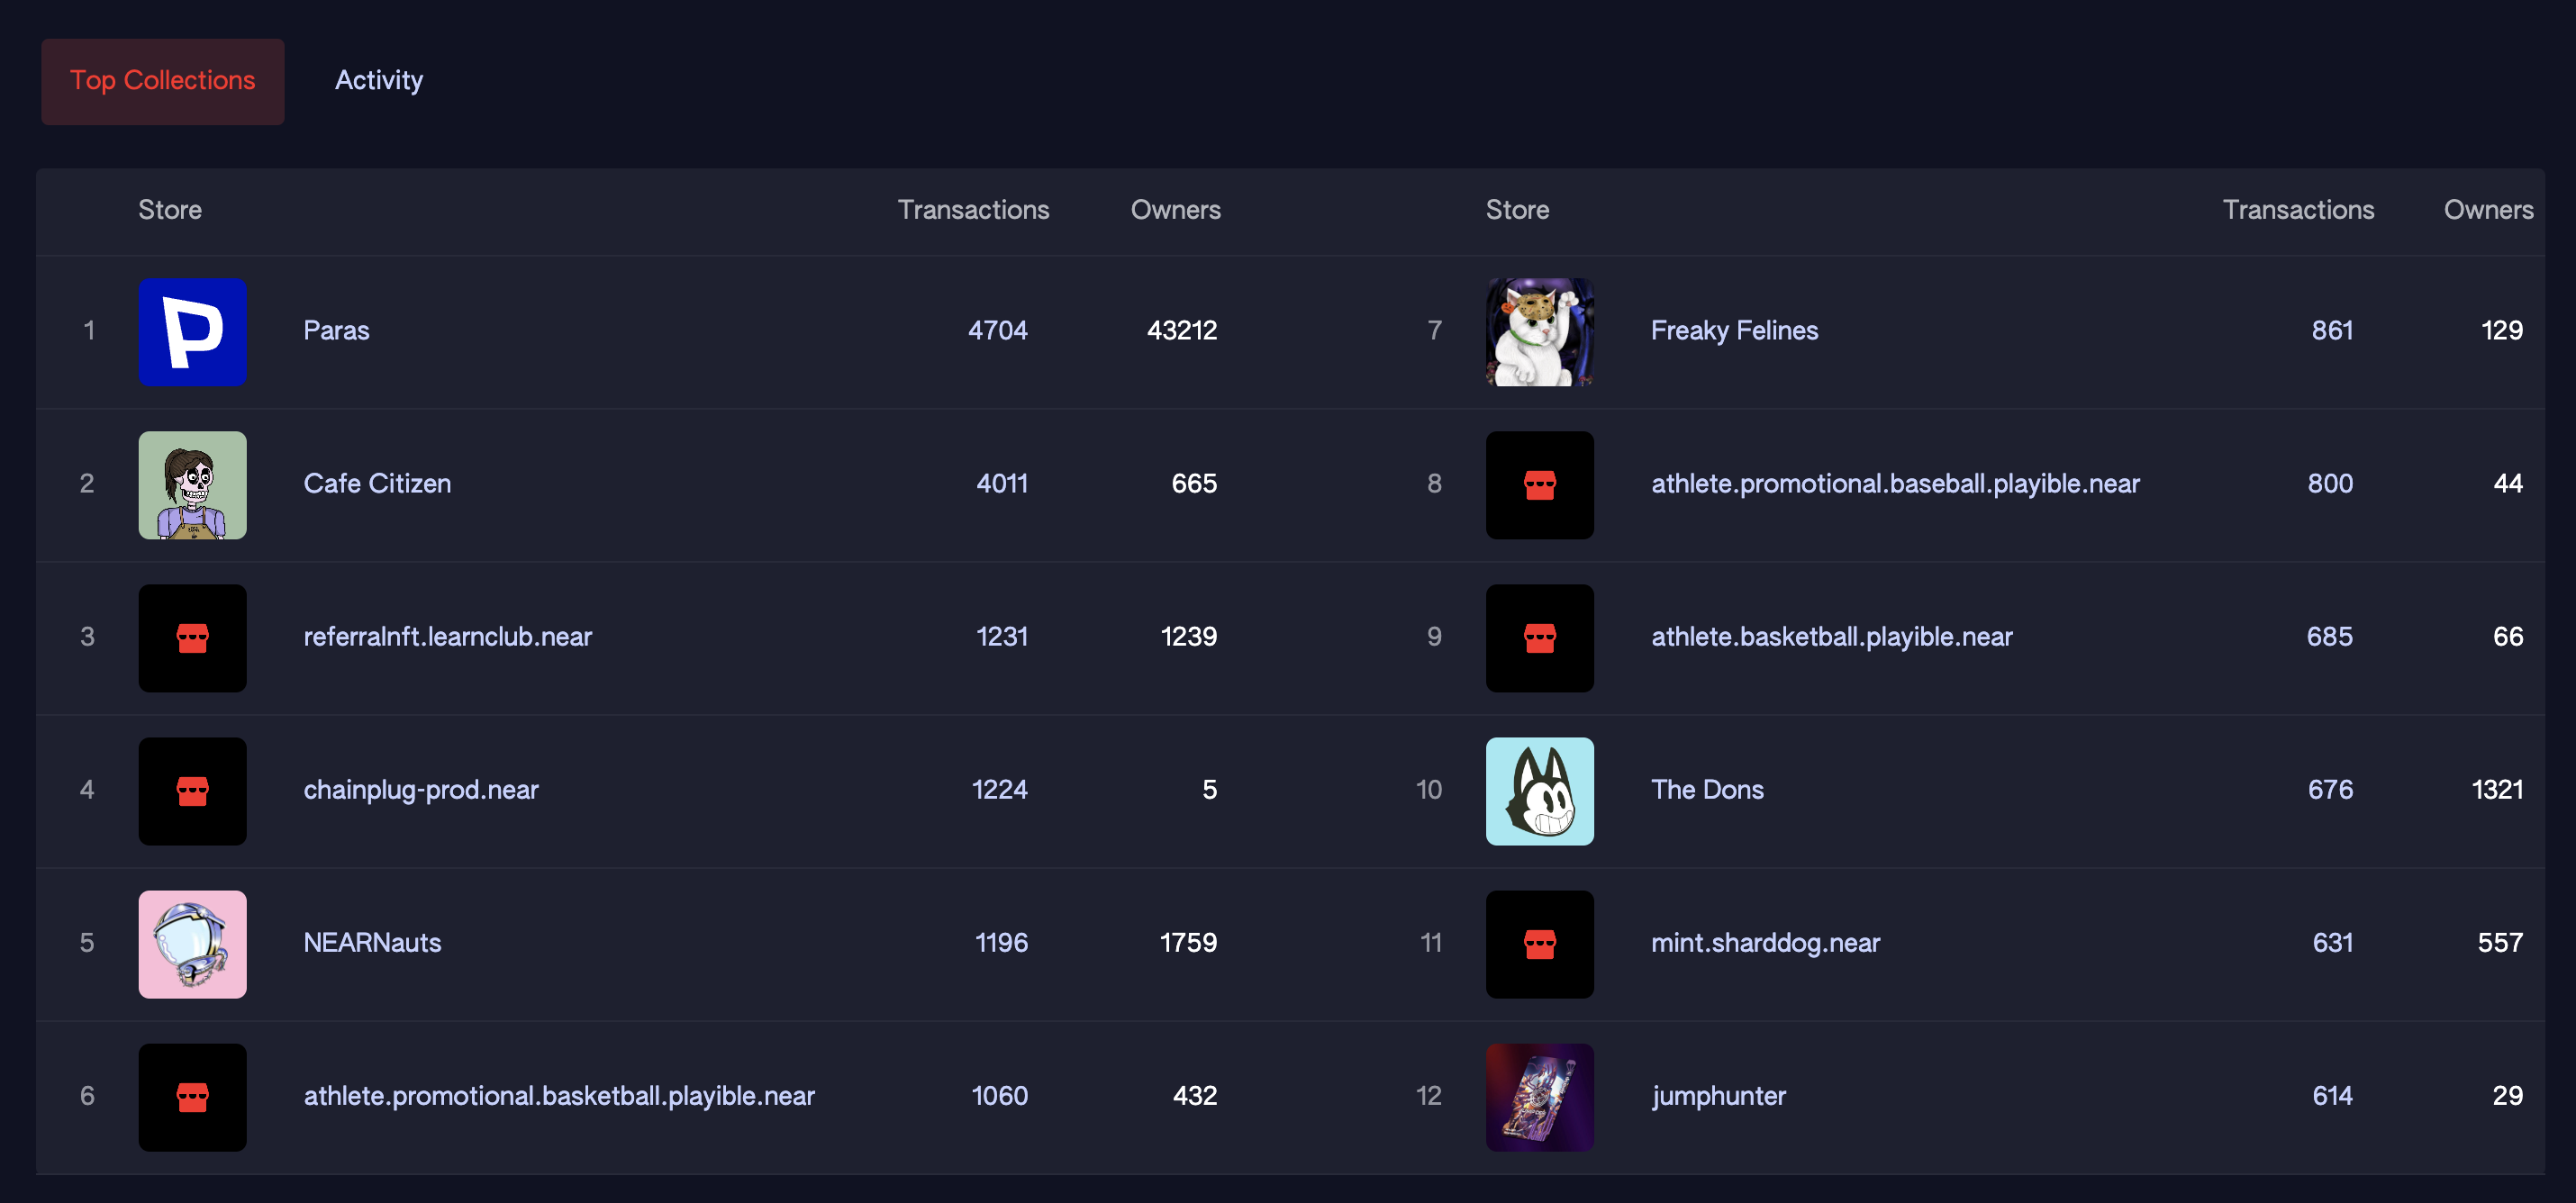 Top Collections Activity
Store Transactions Owners Store Transactions Owners
1 Paras 4704 43212 7 Freaky Felines 861 129
2 Cafe Citizen 4011 665 8 athlete.promotional.baseball.playible.near 800 44
3 referralnft.learnclub.near 1231 1239 9 athlete.basketball.playible.near 685 66
4 chainplug-prod.near 1224 5 10 The Dons 676 1321
5 NEARNauts 1196 1759 11 mint.sharddog.near 631 557
6 athlete.promotional.basketball.playible.near 1060 432 12 jumphunter 614 29